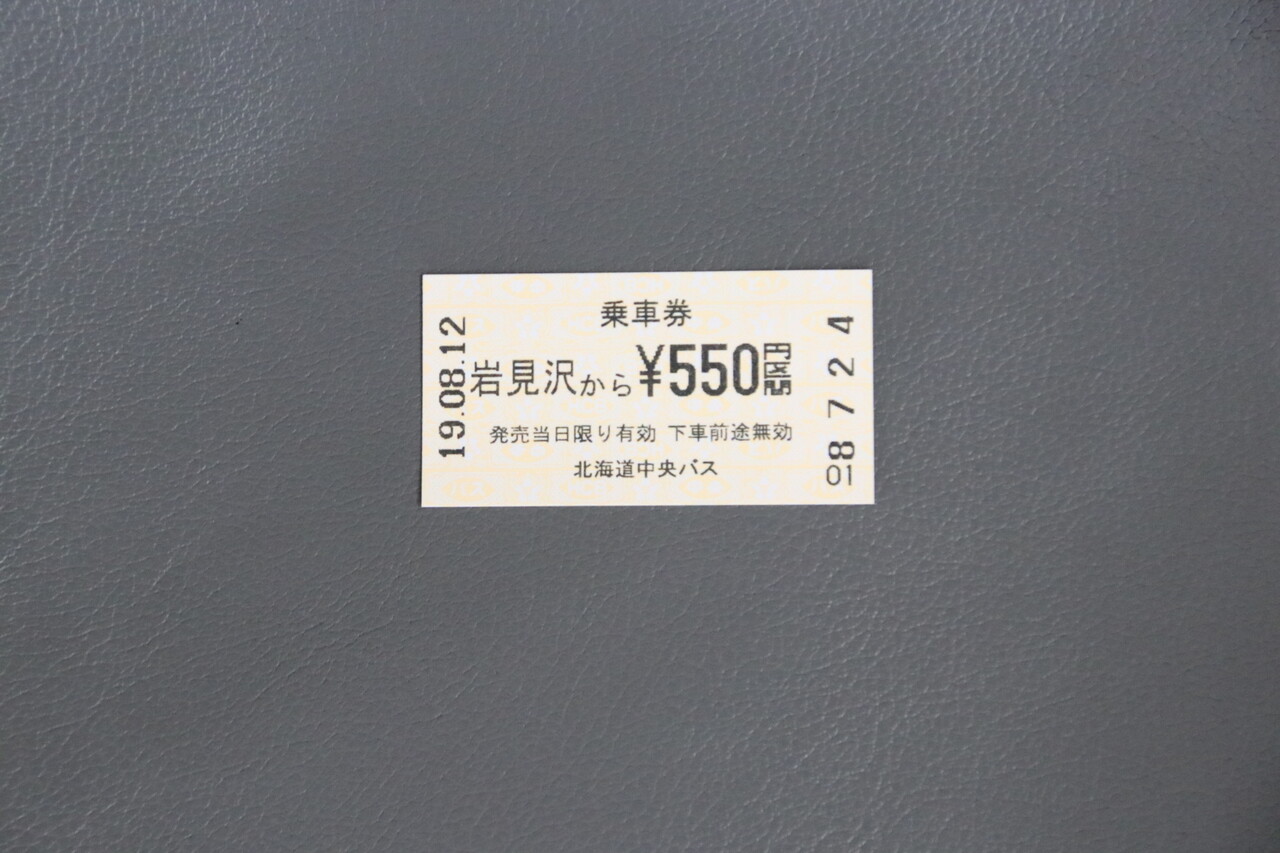 乗車券
岩見沢から¥550円区間
発売当日限り有効 下車前途無効
北海道中央バス
19.08.12
8724
01